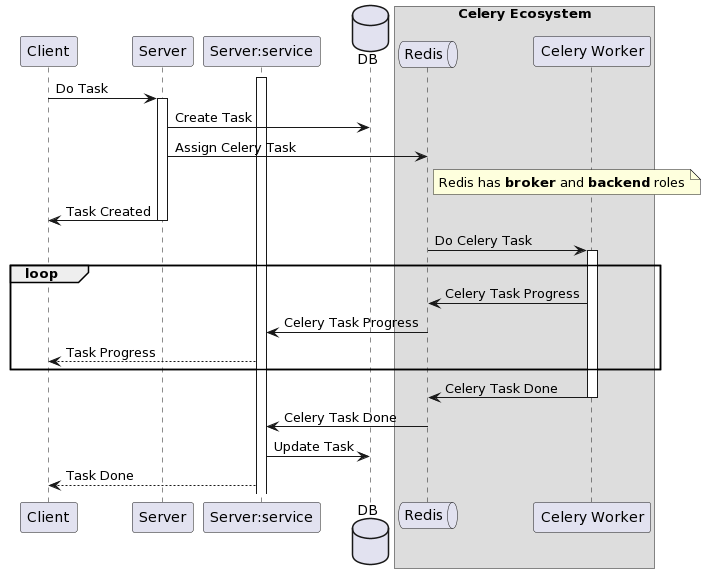 Celery Ecosystem
Client
Server
Server:service
DB
Redis
Celery Worker
Do Task
Create Task
Assign Celery Task
Redis has broker and backend roles
Task Created
Do Celery Task
loop
Celery Task Progress
Celery Task Progress
Task Progress
Celery Task Done
Celery Task Done
Update Task
Task Done
Client
Server
Server:service
DB
Redis
Celery Worker